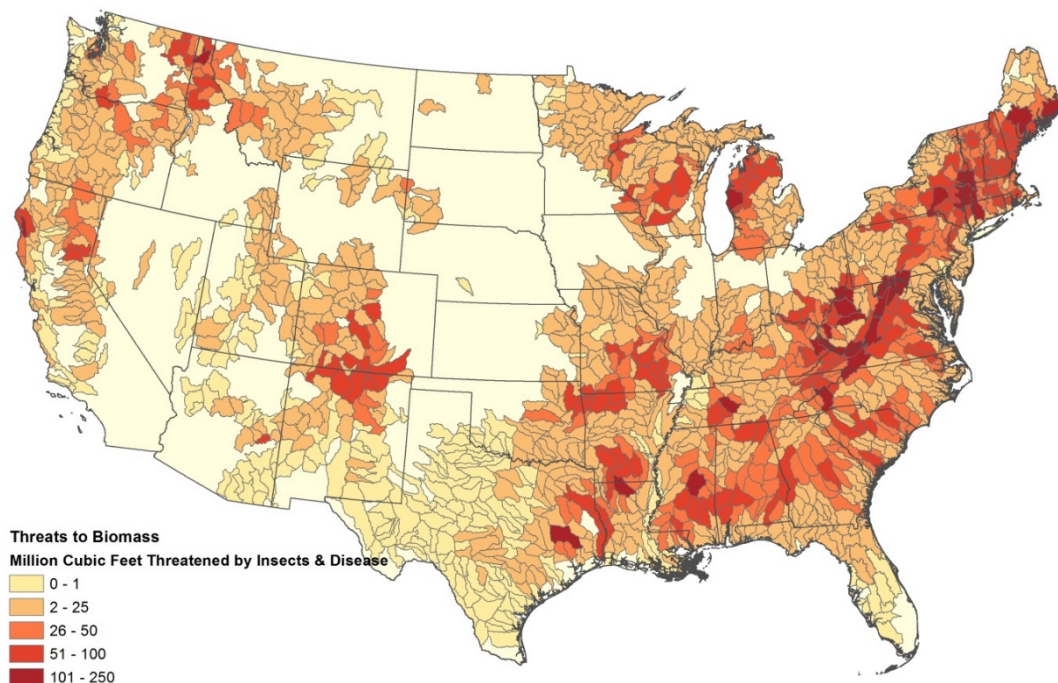 Threats to Biomass
Million Cubic Feet Threatened by Insects & Disease
0 - 1
2 - 25
26 - 50
51 - 100
101 - 250